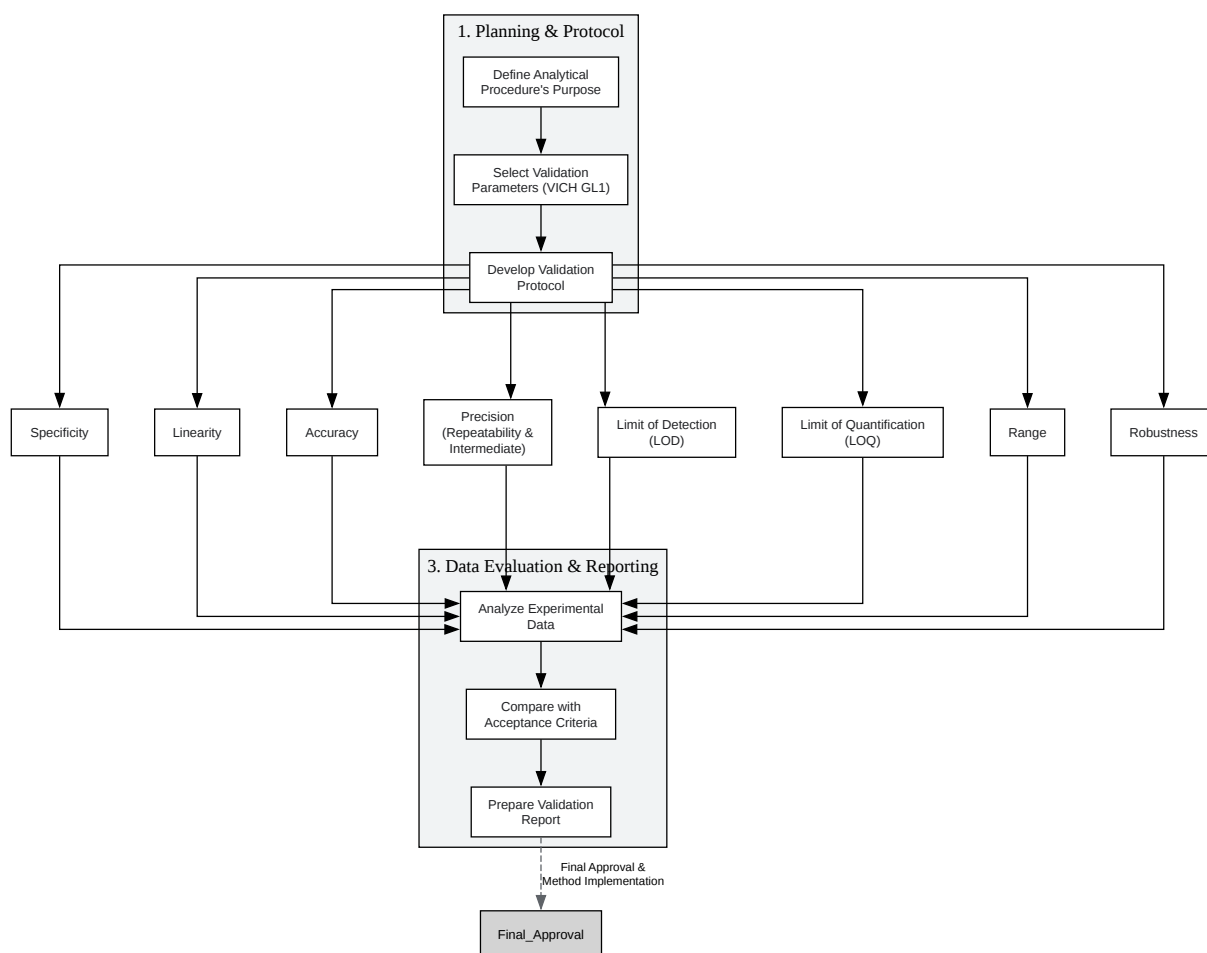 1. Planning & Protocol
Define Analytical
Procedure's Purpose
Select Validation
Parameters (VICH GL1)
Develop Validation
Protocol
Specificity
Linearity
Accuracy
Precision
(Repeatability &
Intermediate)
Limit of Detection
(LOD)
Limit of Quantification
(LOQ)
Range
Robustness
3. Data Evaluation & Reporting
Analyze Experimental
Data
Compare with
Acceptance Criteria
Prepare Validation
Report
Final Approval &
Method Implementation
Final_Approval